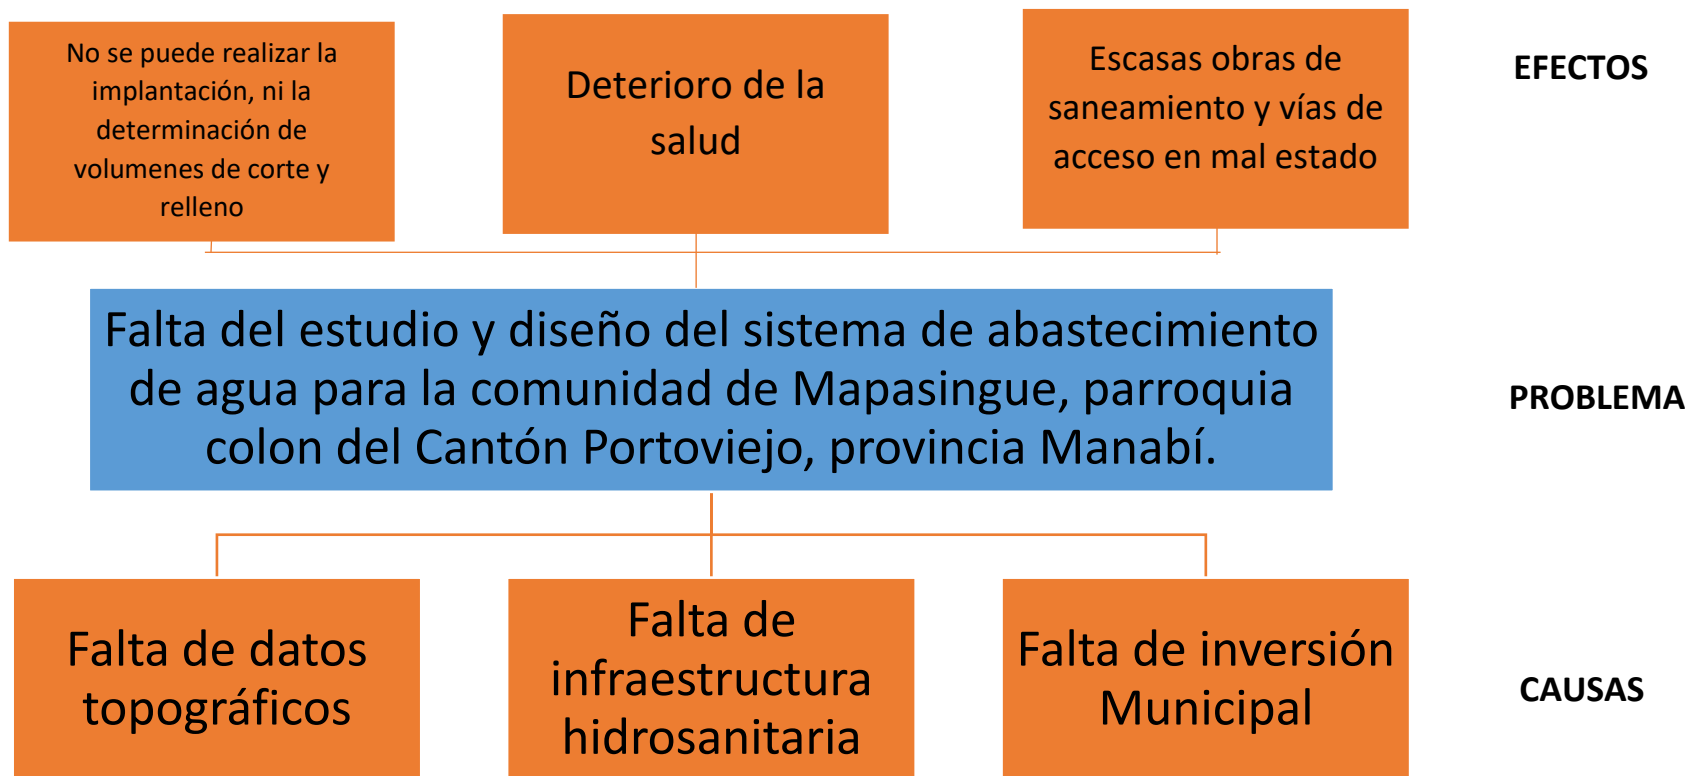 No se puede realizar la
implantación, ni la
determinación de
volumenes de corte y
relleno
Deterioro de la
salud
Escasas obras de
saneamiento y vías de
acceso en mal estado
EFECTOS
Falta del estudio y diseño del sistema de abastecimiento
de agua para la comunidad de Mapasingue, parroquia
colon del Cantón Portoviejo, provincia Manabí.
PROBLEMA
Falta de datos
topográficos
Falta de
infraestructura
hidrosanitaria
Falta de inversión
Municipal
CAUSAS